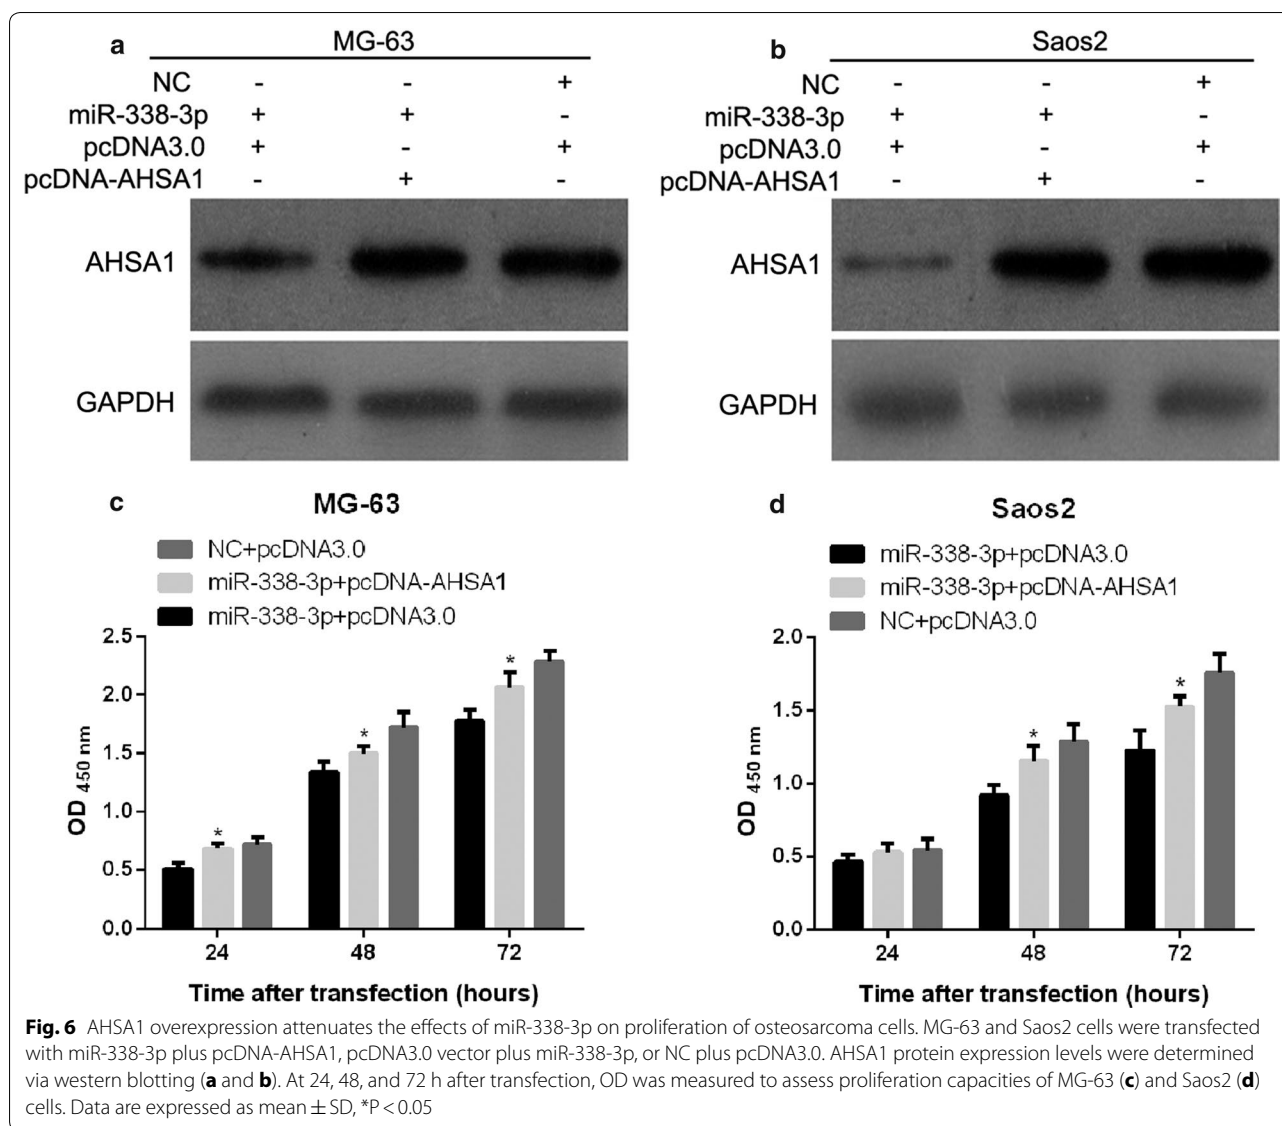 a MG-63
NC - - +
miR-338-3p + + -
pcDNA3.0 + - +
pcDNA-AHSA1 - + -
AHSA1
GAPDH
b Saos2
NC - - +
miR-338-3p + + -
pcDNA3.0 + - +
pcDNA-AHSA1 - + -
AHSA1
GAPDH
c MG-63
NC+pcDNA3.0
miR-338-3p+pcDNA-AHSA1
miR-338-3p+pcDNA3.0
OD 450 nm
2.5
2.0
1.5
1.0
0.5
0.0
* * *
24 48 72
Time after transfection (hours)
d Saos2
miR-338-3p+pcDNA3.0
miR-338-3p+pcDNA-AHSA1
NC+pcDNA3.0
OD 450 nm
2.0
1.5
1.0
0.5
0.0
* *
24 48 72
Time after transfection (hours)
Fig. 6 AHSA1 overexpression attenuates the effects of miR-338-3p on proliferation of osteosarcoma cells. MG-63 and Saos2 cells were transfected
with miR-338-3p plus pcDNA-AHSA1, pcDNA3.0 vector plus miR-338-3p, or NC plus pcDNA3.0. AHSA1 protein expression levels were determined
via western blotting (a and b). At 24, 48, and 72 h after transfection, OD was measured to assess proliferation capacities of MG-63 (c) and Saos2 (d)
cells. Data are expressed as mean ± SD, *P < 0.05